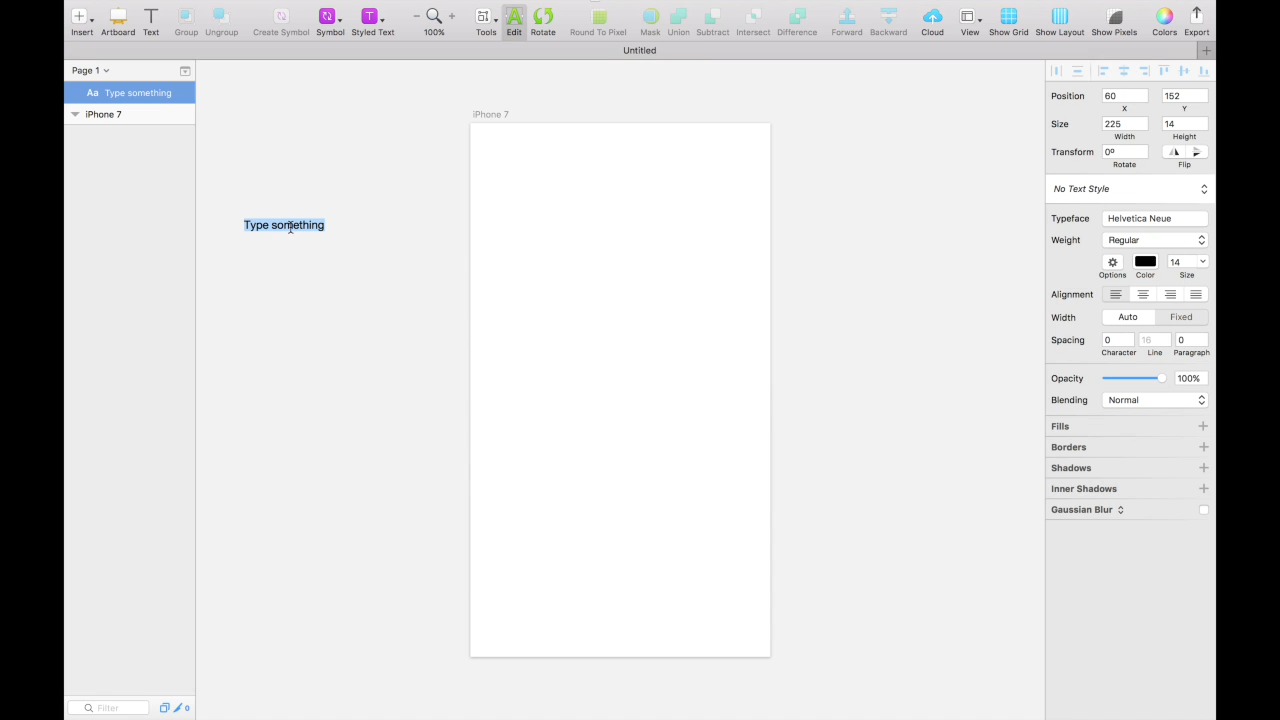 Insert Artboard Text Group Ungroup Create Symbol Symbol Styled Text 100% Tools Edit Rotate Round To Pixel Mask Union Subtract Intersect Difference Forward Backward Cloud View Show Grid Show Layout Show Pixels Colors Export
Untitled
Page 1
Aa Type something
iPhone 7
iPhone 7
Type something
Filter
0
Position 60 152
X Y
Size 225 14
Width Height
Transform 0º
Rotate Flip
No Text Style
Typeface Helvetica Neue
Weight Regular
14
Options Color Size
Alignment
Width Auto Fixed
Spacing 0 16 0
Character Line Paragraph
Opacity 100%
Blending Normal
Fills
Borders
Shadows
Inner Shadows
Gaussian Blur